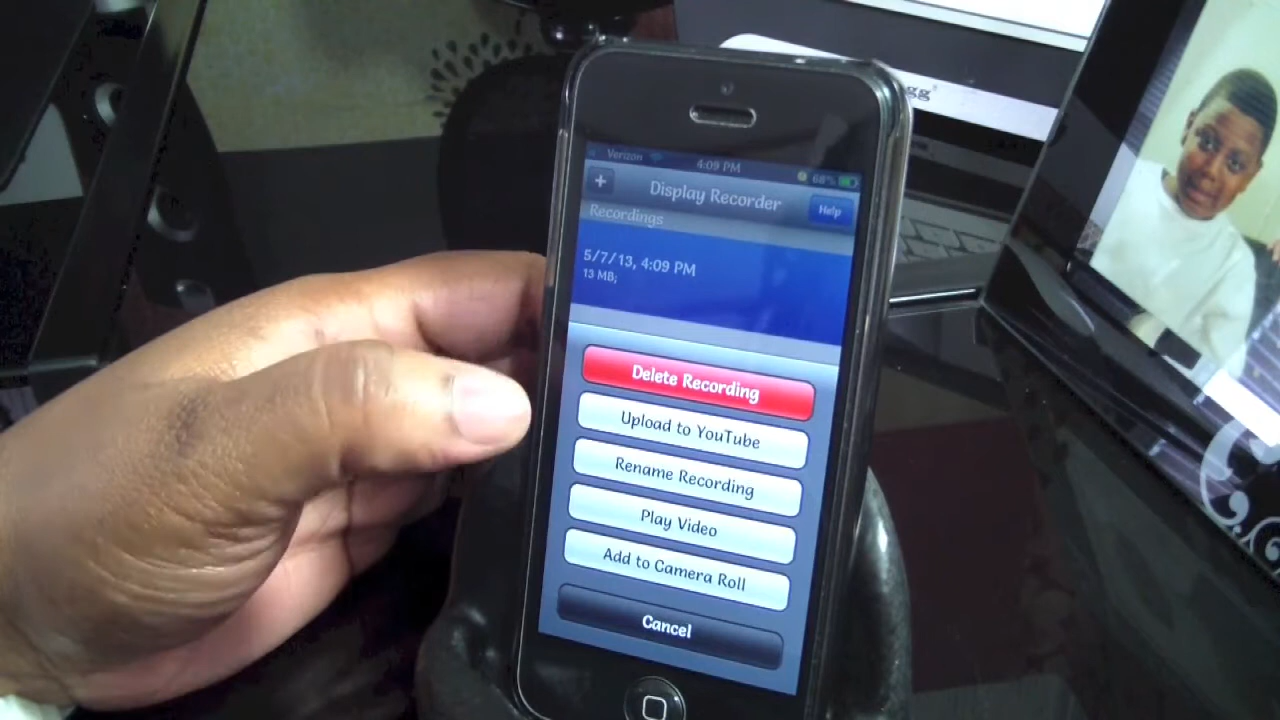 Verizon 4:09 PM 68%
+ Display Recorder Help
Recordings
5/7/13, 4:09 PM
13 MB;
Delete Recording
Upload to YouTube
Rename Recording
Play Video
Add to Camera Roll
Cancel